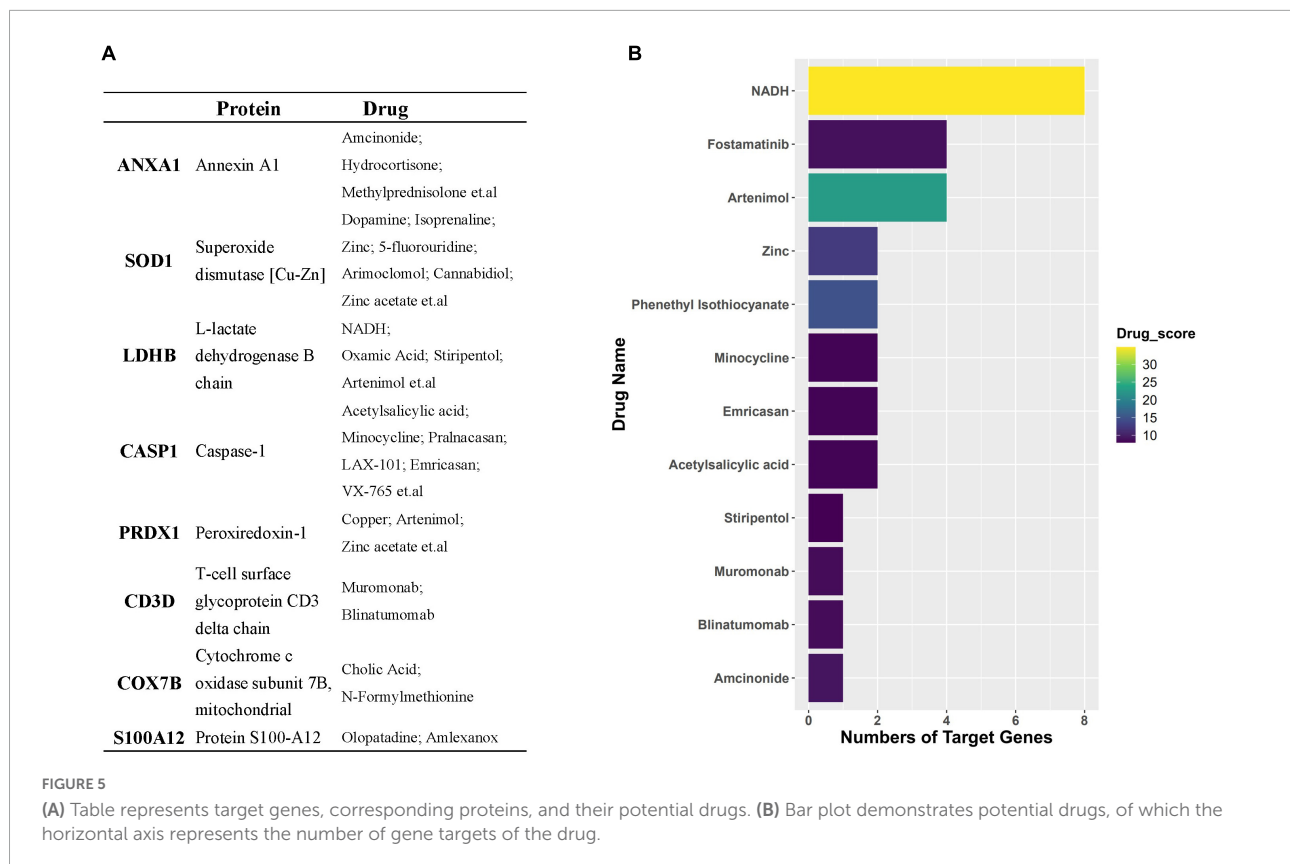 A
Protein Drug
ANXA1 Annexin A1
Amcinonide;
Hydrocortisone;
Methylprednisolone et.al
SOD1
Superoxide
dismutase [Cu-Zn]
Dopamine; Isoprenaline;
Zinc; 5-fluorouridine;
Arimoclomol; Cannabidiol;
Zinc acetate et.al
LDHB
L-lactate
dehydrogenase B
chain
NADH;
Oxamic Acid; Stiripentol;
Artenimol et.al
CASP1 Caspase-1
Acetylsalicylic acid;
Minocycline; Pralnacasan;
LAX-101; Emricasan;
VX-765 et.al
PRDX1 Peroxiredoxin-1
Copper; Artenimol;
Zinc acetate et.al
CD3D
T-cell surface
glycoprotein CD3
delta chain
Muromonab;
Blinatumomab
COX7B
Cytochrome c
oxidase subunit 7B,
mitochondrial
Cholic Acid;
N-Formylmethionine
S100A12 Protein S100-A12 Olopatadine; Amlexanox
B
Drug Name
NADH
Fostamatinib
Artenimol
Zinc
Phenethyl Isothiocyanate
Minocycline
Emricasan
Acetylsalicylic acid
Stiripentol
Muromonab
Blinatumomab
Amcinonide
0 2 4 6 8
Numbers of Target Genes
Drug_score
30
25
20
15
10
FIGURE 5
(A) Table represents target genes, corresponding proteins, and their potential drugs. (B) Bar plot demonstrates potential drugs, of which the
horizontal axis represents the number of gene targets of the drug.